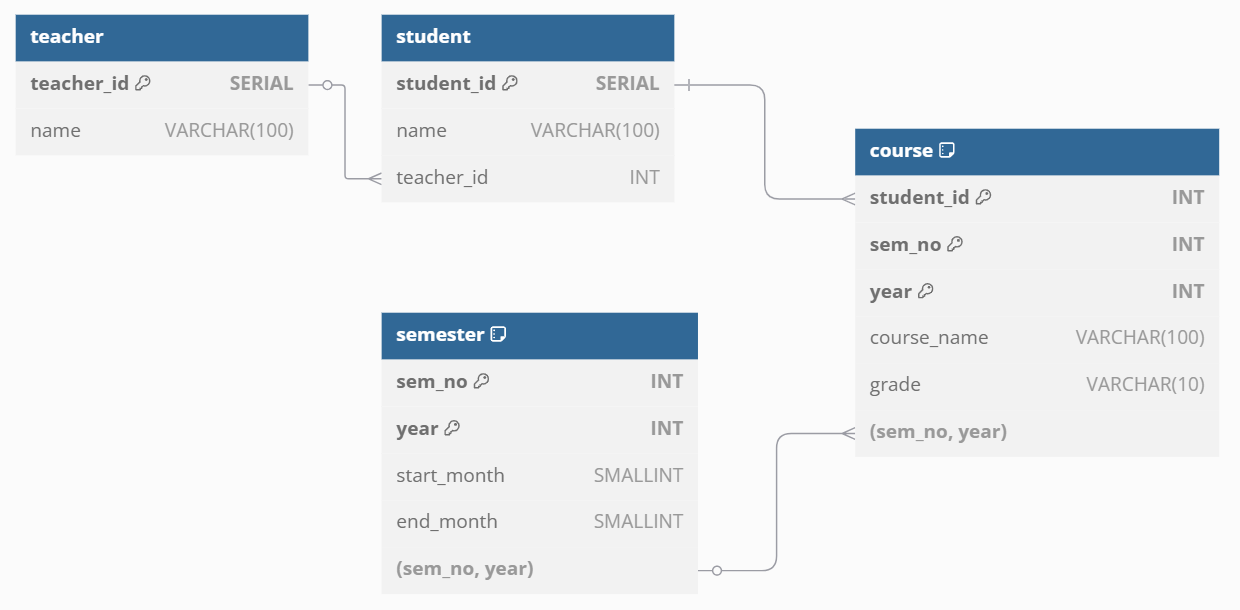 teacher
teacher_id SERIAL
name VARCHAR(100)
student
student_id SERIAL
name VARCHAR(100)
teacher_id INT
course
student_id INT
sem_no INT
year INT
course_name VARCHAR(100)
grade VARCHAR(10)
(sem_no, year)
semester
sem_no INT
year INT
start_month SMALLINT
end_month SMALLINT
(sem_no, year)